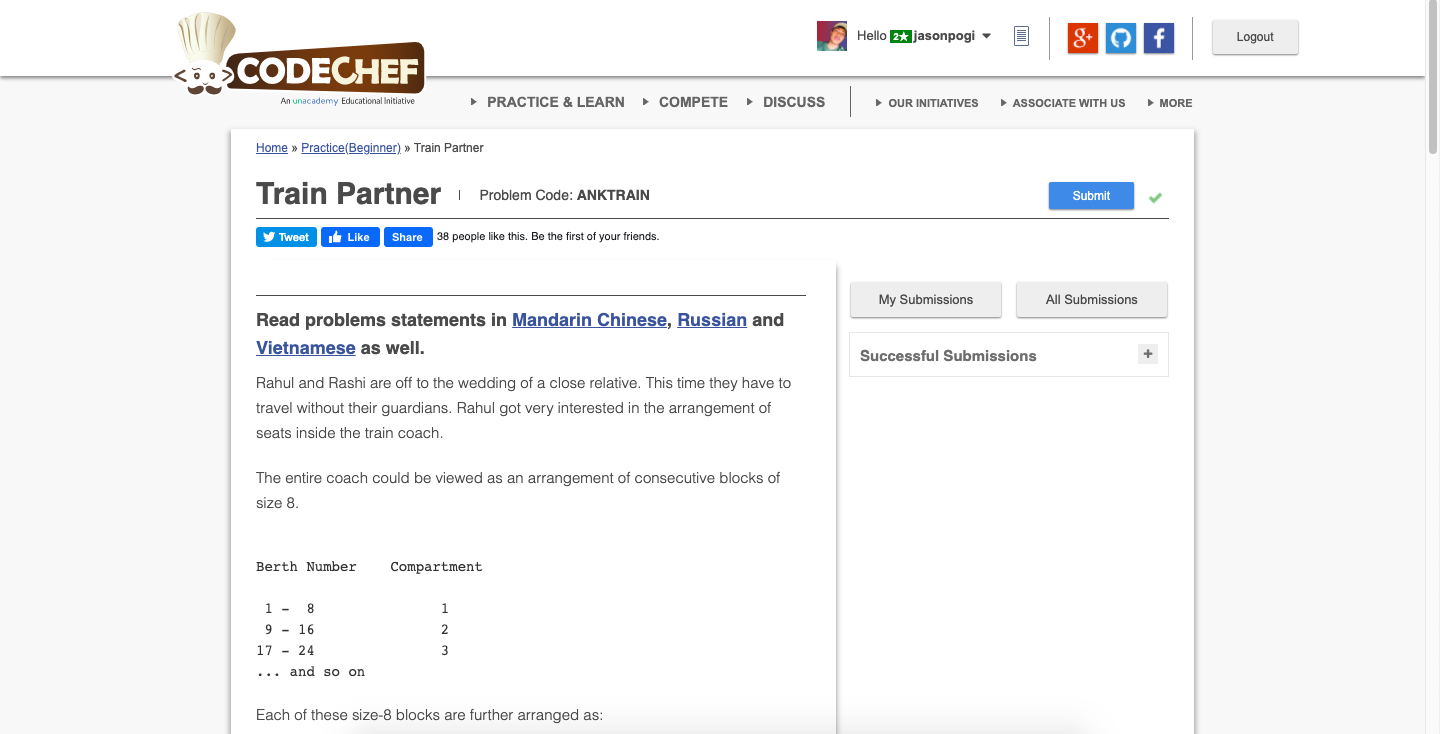 CODECHEF
An unacademy Educational Initiative
Hello 2★ jasonpogi
g+
f
Logout
PRACTICE & LEARN
COMPETE
DISCUSS
OUR INITIATIVES
ASSOCIATE WITH US
MORE
Home » Practice(Beginner) » Train Partner
Train Partner
Problem Code: ANKTRAIN
Submit
Tweet
Like
Share
38 people like this. Be the first of your friends.
My Submissions
All Submissions
Successful Submissions
+
Read problems statements in Mandarin Chinese, Russian and
Vietnamese as well.
Rahul and Rashi are off to the wedding of a close relative. This time they have to
travel without their guardians. Rahul got very interested in the arrangement of
seats inside the train coach.
The entire coach could be viewed as an arrangement of consecutive blocks of
size 8.
Berth Number    Compartment
1 -  8               1
9 - 16               2
17 - 24               3
... and so on
Each of these size-8 blocks are further arranged as: